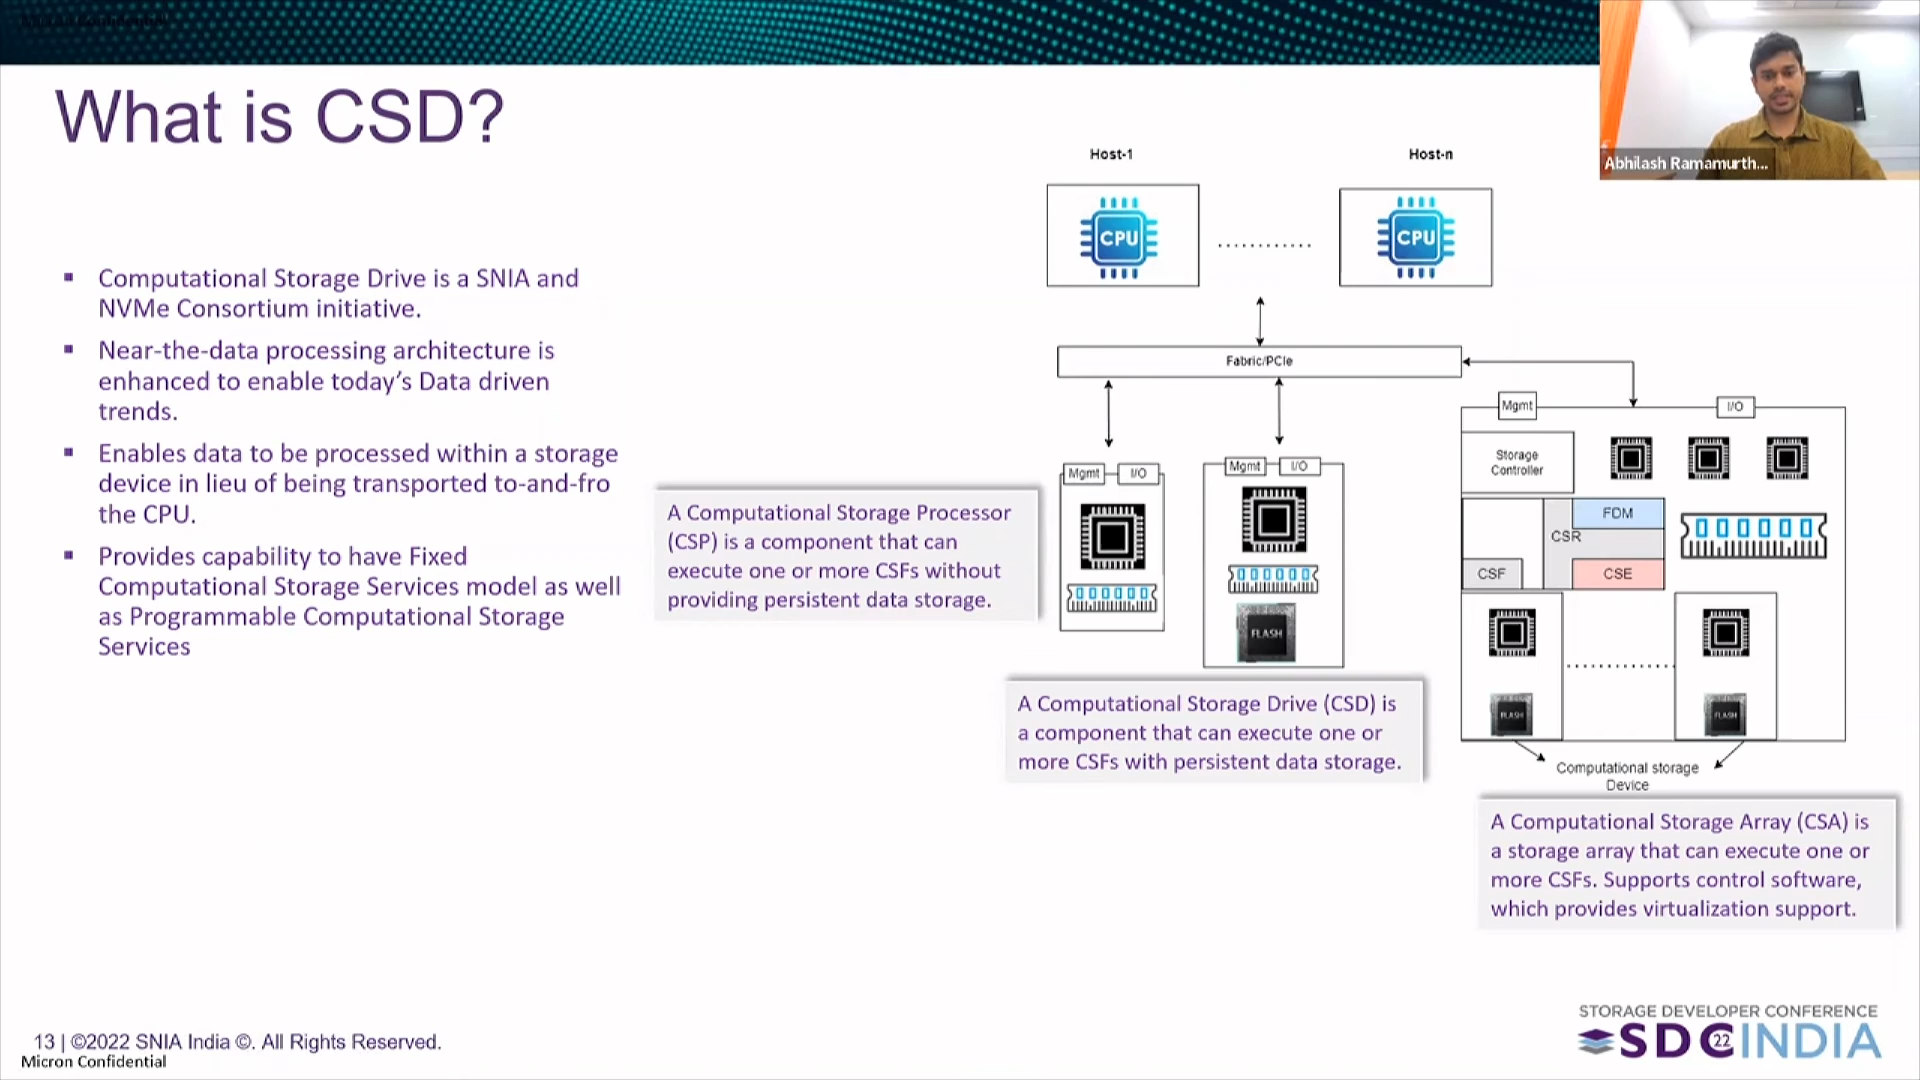 What is CSD?
Abhilash Ramamurth...
▪ Computational Storage Drive is a SNIA and
NVMe Consortium initiative.
▪ Near-the-data processing architecture is
enhanced to enable today's Data driven
trends.
▪ Enables data to be processed within a storage
device in lieu of being transported to-and-fro
the CPU.
▪ Provides capability to have Fixed
Computational Storage Services model as well
as Programmable Computational Storage
Services
Host-1
Host-n
CPU
CPU
Fabric/PCIe
Mgmt
I/O
Mgmt
I/O
FLASH
Mgmt
I/O
Storage
Controller
FDM
CSR
CSF
CSE
FLASH
FLASH
Computational storage
Device
A Computational Storage Processor
(CSP) is a component that can
execute one or more CSFs without
providing persistent data storage.
A Computational Storage Drive (CSD) is
a component that can execute one or
more CSFs with persistent data storage.
A Computational Storage Array (CSA) is
a storage array that can execute one or
more CSFs. Supports control software,
which provides virtualization support.
13 | ©2022 SNIA India ©. All Rights Reserved.
Micron Confidential
STORAGE DEVELOPER CONFERENCE
SDC22INDIA